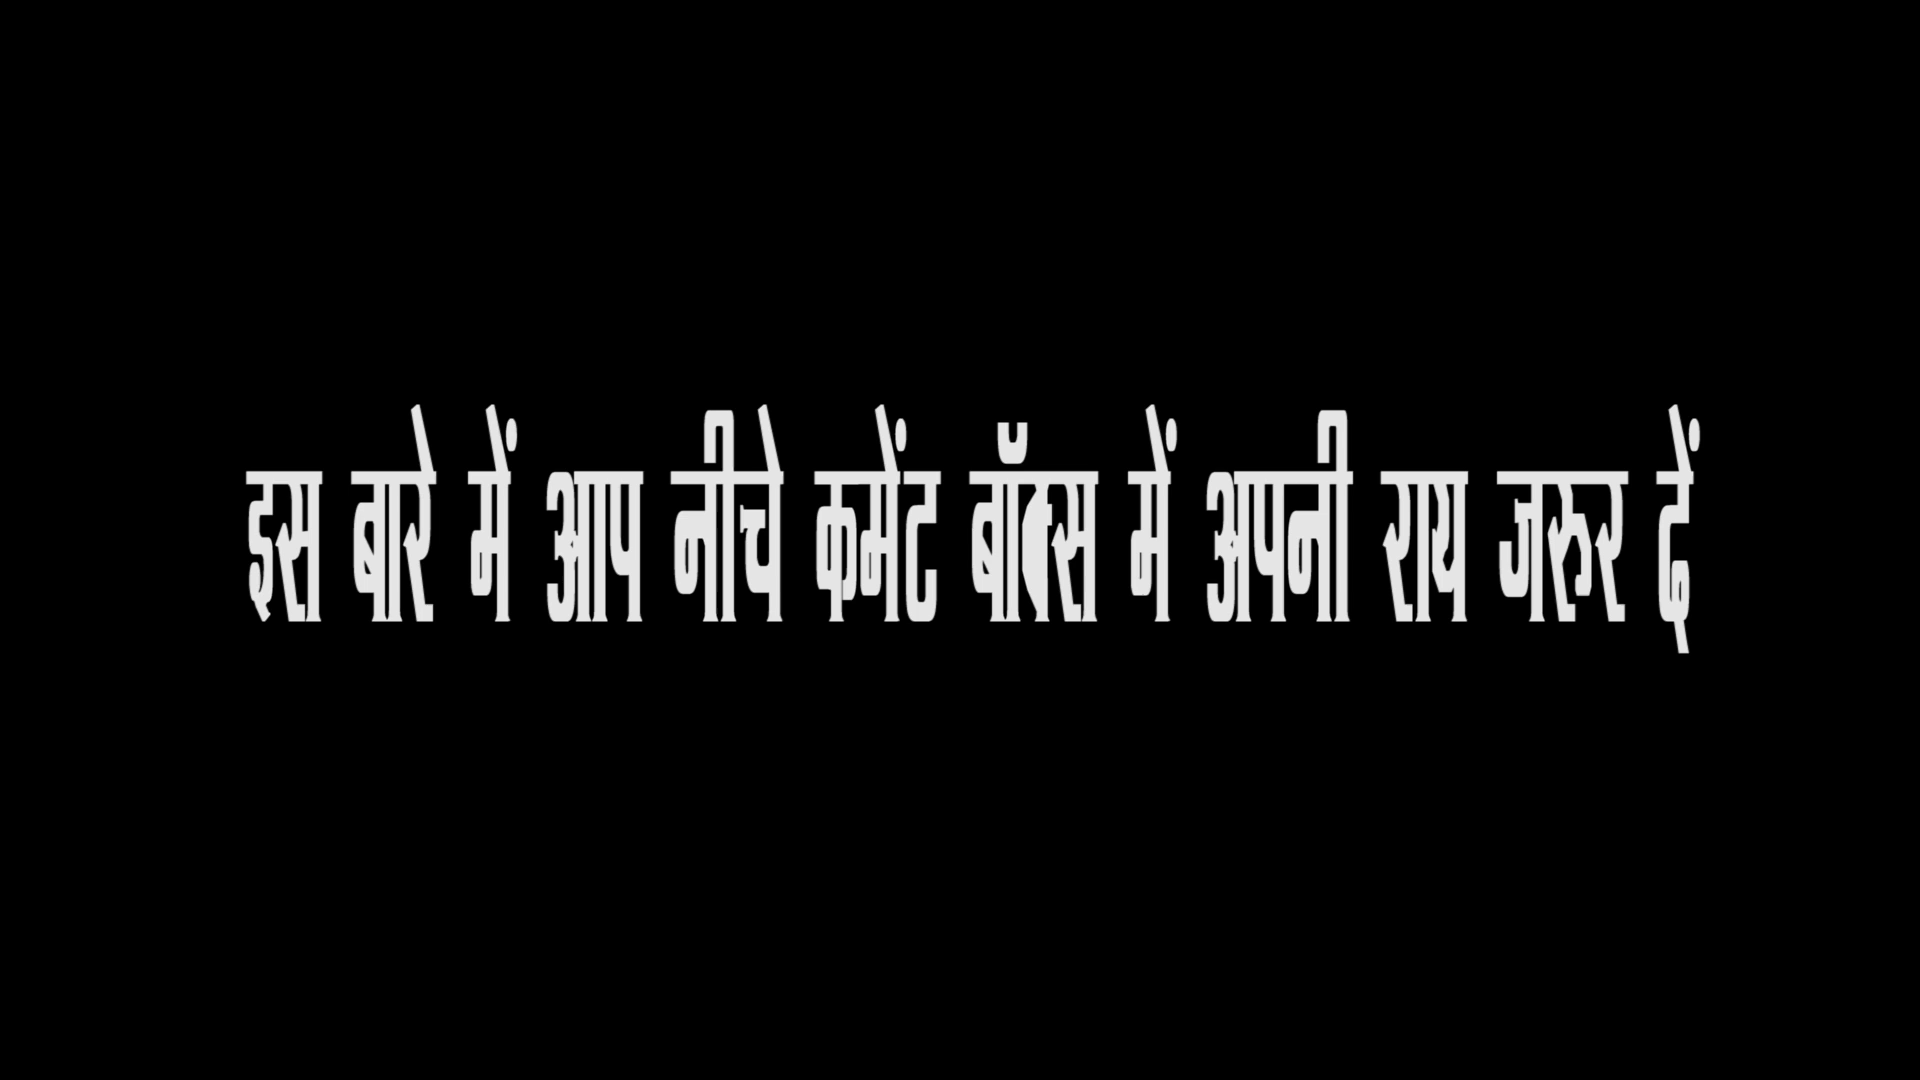 इस बारे में आप नीचे कमेंट बॉक्स में अपनी राय जरूर दें